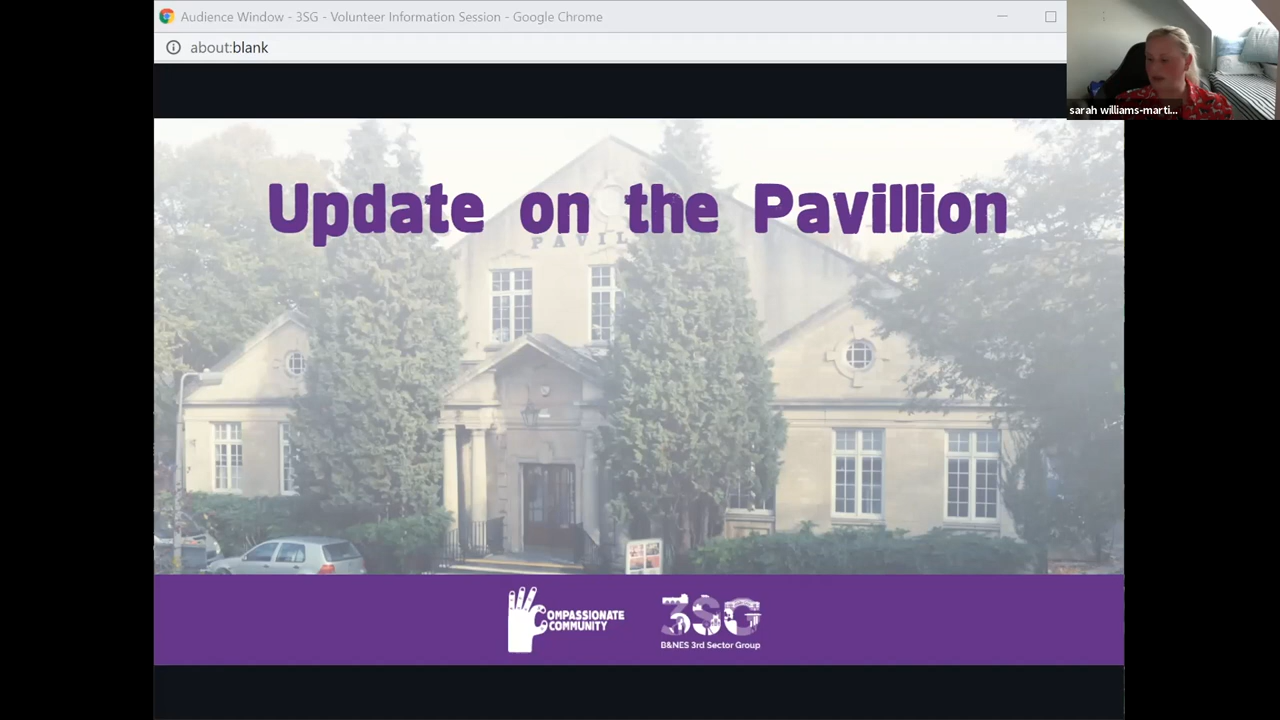 Audience Window - 3SG - Volunteer Information Session - Google Chrome
about:blank
sarah williams-marti...
Update on the Pavillion
PAVIL
COMPASSIONATE
COMMUNITY
3SG
B&NES 3rd Sector Group